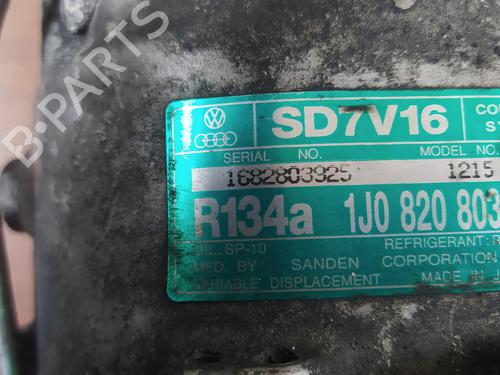 SD7V16
SERIAL NO. MODEL NO.
1682803925 1215
R134a 1J0 820 803
OIL: SP-10 REFRIGERANT:
MFD. BY SANDEN CORPORATION
VARIABLE DISPLACEMENT MADE IN
B-PARTS